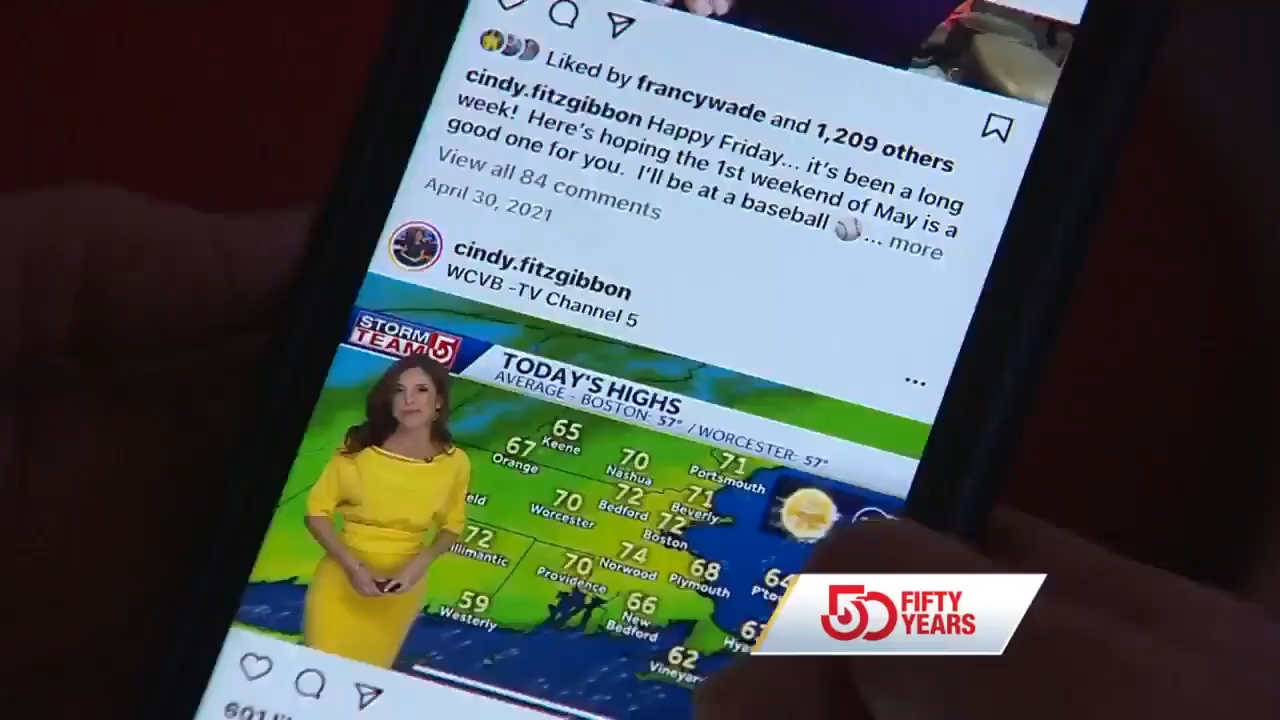 Liked by francywade and 1,209 others
cindy.fitzgibbon Happy Friday... it's been a long
week! Here's hoping the 1st weekend of May is a
good one for you. I'll be at a baseball ⚾... more
View all 84 comments
April 30, 2021
cindy.fitzgibbon
WCVB -TV Channel 5
STORM
TEAM 5
TODAY'S HIGHS
AVERAGE - BOSTON: 57° / WORCESTER: 57°
65
Keene
67
Orange
70
Nashua
71
Portsmouth
70
Worcester
72
Bedford
71
Beverly
72
Boston
72
70
Providence
74
Norwood
68
Plymouth
64
P'to
59
Westerly
66
New
Bedford
62
50 FIFTY
YEARS